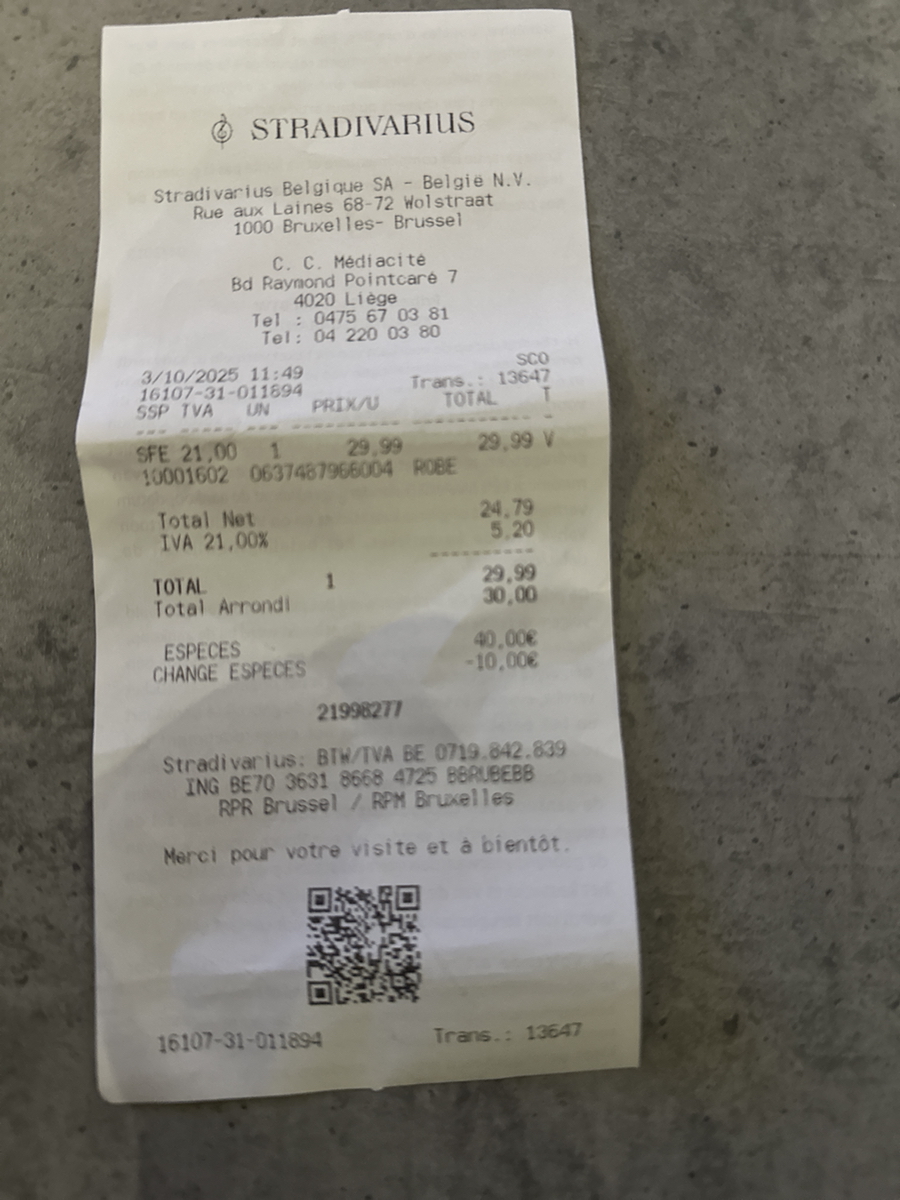 STRADIVARIUS
Stradivarius Belgique SA - België N.V.
Rue aux Laines 68-72 Wolstraat
1000 Bruxelles- Brussel
C. C. Médiacité
Bd Raymond Pointcaré 7
4020 Liège
Tel : 0475 67 03 81
Tel: 04 220 03 80
SCO
3/10/2025 11:49 Trans.: 13647
16107-31-011894
SSP TVA UN PRIX/U TOTAL T
--- ----- --- -------- -------- -
SFE 21,00 1 29,99 29,99 V
10001602 0637487966004 ROBE
Total Net 24,79
IVA 21,00% 5,20
----------
TOTAL 1 29,99
Total Arrondi 30,00
ESPECES 40,00€
CHANGE ESPECES -10,00€
21998277
Stradivarius: BTW/TVA BE 0719.842.839
ING BE70 3631 8668 4725 BBRUBEBB
RPR Brussel / RPM Bruxelles
Merci pour votre visite et à bientôt.
16107-31-011894 Trans.: 13647